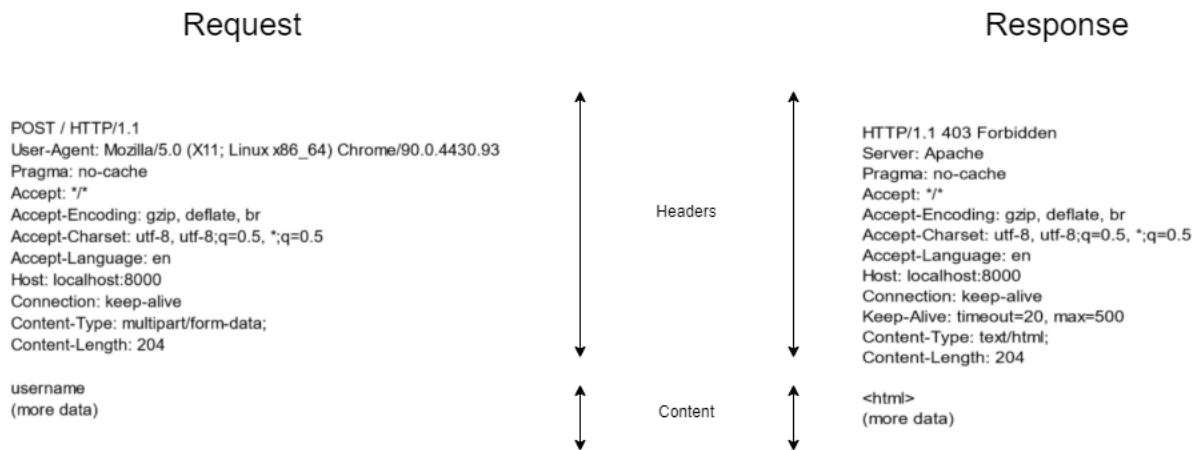 Request
POST / HTTP/1.1
User-Agent: Mozilla/5.0 (X11; Linux x86_64) Chrome/90.0.4430.93
Pragma: no-cache
Accept: */*
Accept-Encoding: gzip, deflate, br
Accept-Charset: utf-8, utf-8;q=0.5, *;q=0.5
Accept-Language: en
Host: localhost:8000
Connection: keep-alive
Content-Type: multipart/form-data;
Content-Length: 204
username
(more data)
Headers
Content
Response
HTTP/1.1 403 Forbidden
Server: Apache
Pragma: no-cache
Accept: */*
Accept-Encoding: gzip, deflate, br
Accept-Charset: utf-8, utf-8;q=0.5, *;q=0.5
Accept-Language: en
Host: localhost:8000
Connection: keep-alive
Keep-Alive: timeout=20, max=500
Content-Type: text/html;
Content-Length: 204
<html>
(more data)